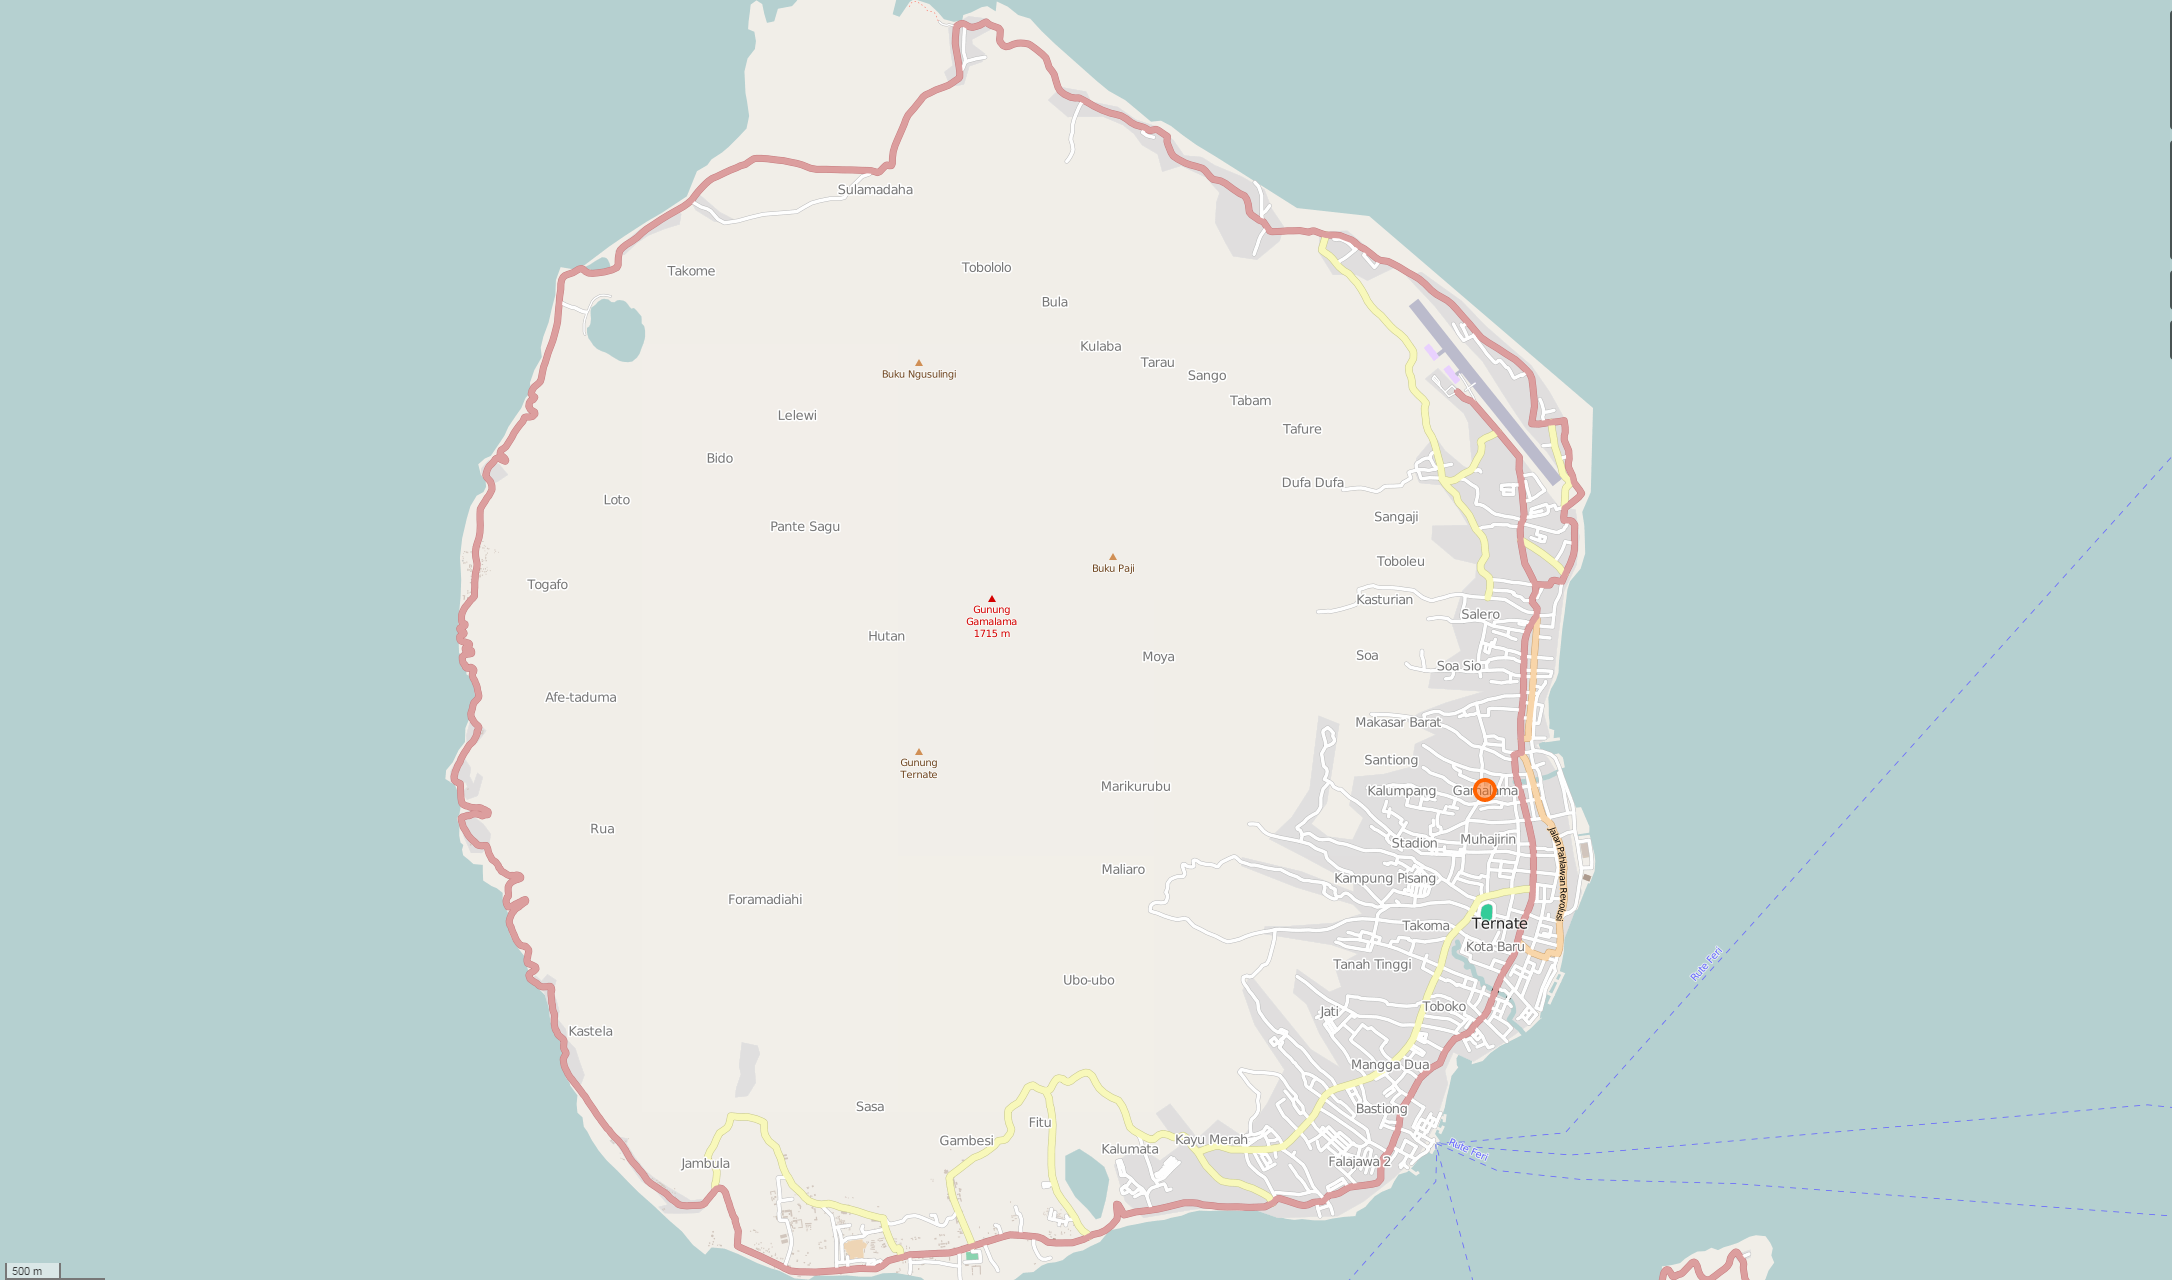 Sulamadaha
Takome
Tobololo
Bula
Kulaba
Tarau
Sango
Buku Ngusulingi
Tabam
Lelewi
Tafure
Bido
Dufa Dufa
Loto
Sangaji
Pante Sagu
Toboleu
Buku Paji
Togafo
Kasturian
Gunung
Gamalama
1715 m
Salero
Hutan
Moya
Soa
Soa Sio
Afe-taduma
Makasar Barat
Gunung
Ternate
Santiong
Marikurubu
Kalumpang
Gamalama
Rua
Muhajirin
Stadion
Jalan Pahlawan Revolusi
Maliaro
Kampung Pisang
Foramadiahi
Takoma
Ternate
Kota Baru
Tanah Tinggi
Rute Feri
Ubo-ubo
Toboko
Jati
Kastela
Mangga Dua
Sasa
Bastiong
Fitu
Gambesi
Kayu Merah
Kalumata
Rute Feri
Jambula
Falajawa 2
500 m